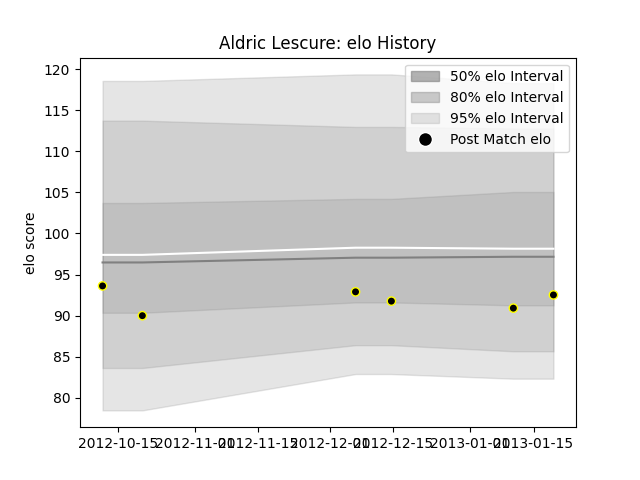 Aldric Lescure: elo History
50% elo Interval
80% elo Interval
95% elo Interval
Post Match elo
elo score
120
115
110
105
100
95
90
85
80
2012-10-15 2012-11-01 2012-11-15 2012-12-01 2012-12-15 2013-01-01 2013-01-15